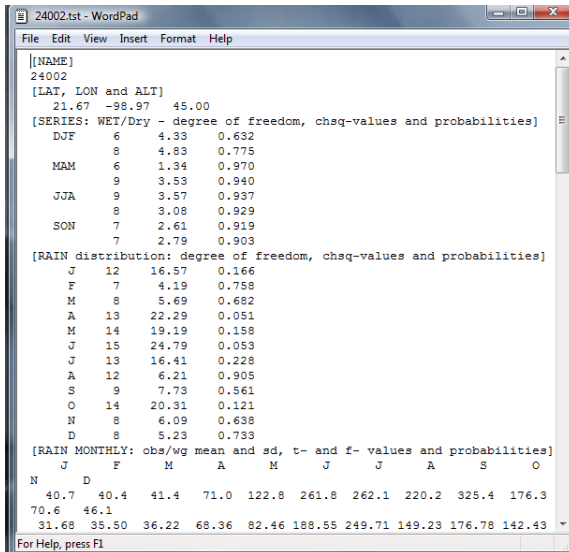 24002.tst - WordPad
File Edit View Insert Format Help
[NAME]
24002
[LAT, LON and ALT]
21.67 -98.97 45.00
[SERIES: WET/Dry - degree of freedom, chsq-values and probabilities]
DJF 6 4.33 0.632
8 4.83 0.775
MAM 6 1.34 0.970
9 3.53 0.940
JJA 9 3.57 0.937
8 3.08 0.929
SON 7 2.61 0.919
7 2.79 0.903
[RAIN distribution: degree of freedom, chsq-values and probabilities]
J 12 16.57 0.166
F 7 4.19 0.758
M 8 5.69 0.682
A 13 22.29 0.051
M 14 19.19 0.158
J 15 24.79 0.053
J 13 16.41 0.228
A 12 6.21 0.905
S 9 7.73 0.561
O 14 20.31 0.121
N 8 6.09 0.638
D 8 5.23 0.733
[RAIN MONTHLY: obs/wg mean and sd, t- and f- values and probabilities]
J F M A M J J A S O
N D
40.7 40.4 41.4 71.0 122.8 261.8 262.1 220.2 325.4 176.3
70.6 46.1
31.68 35.50 36.22 68.36 82.46 188.55 249.71 149.23 176.78 142.43
For Help, press F1